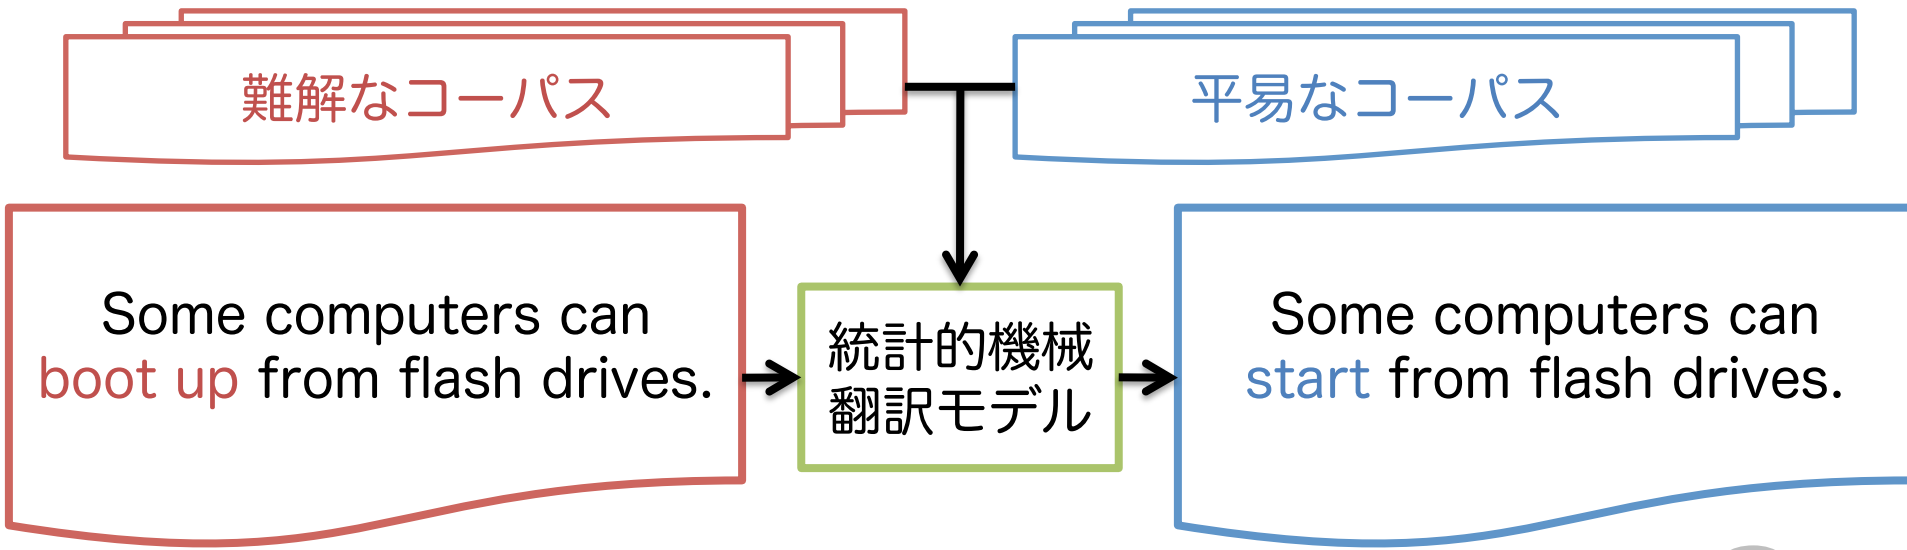 難解なコーパス
平易なコーパス
Some computers can
boot up from flash drives.
統計的機械
翻訳モデル
Some computers can
start from flash drives.